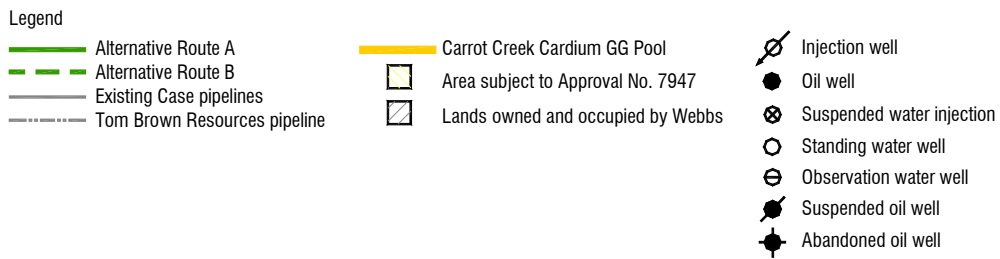 Legend
Alternative Route A
Alternative Route B
Existing Case pipelines
Tom Brown Resources pipeline
Carrot Creek Cardium GG Pool
Area subject to Approval No. 7947
Lands owned and occupied by Webbs
Injection well
Oil well
Suspended water injection
Standing water well
Observation water well
Suspended oil well
Abandoned oil well